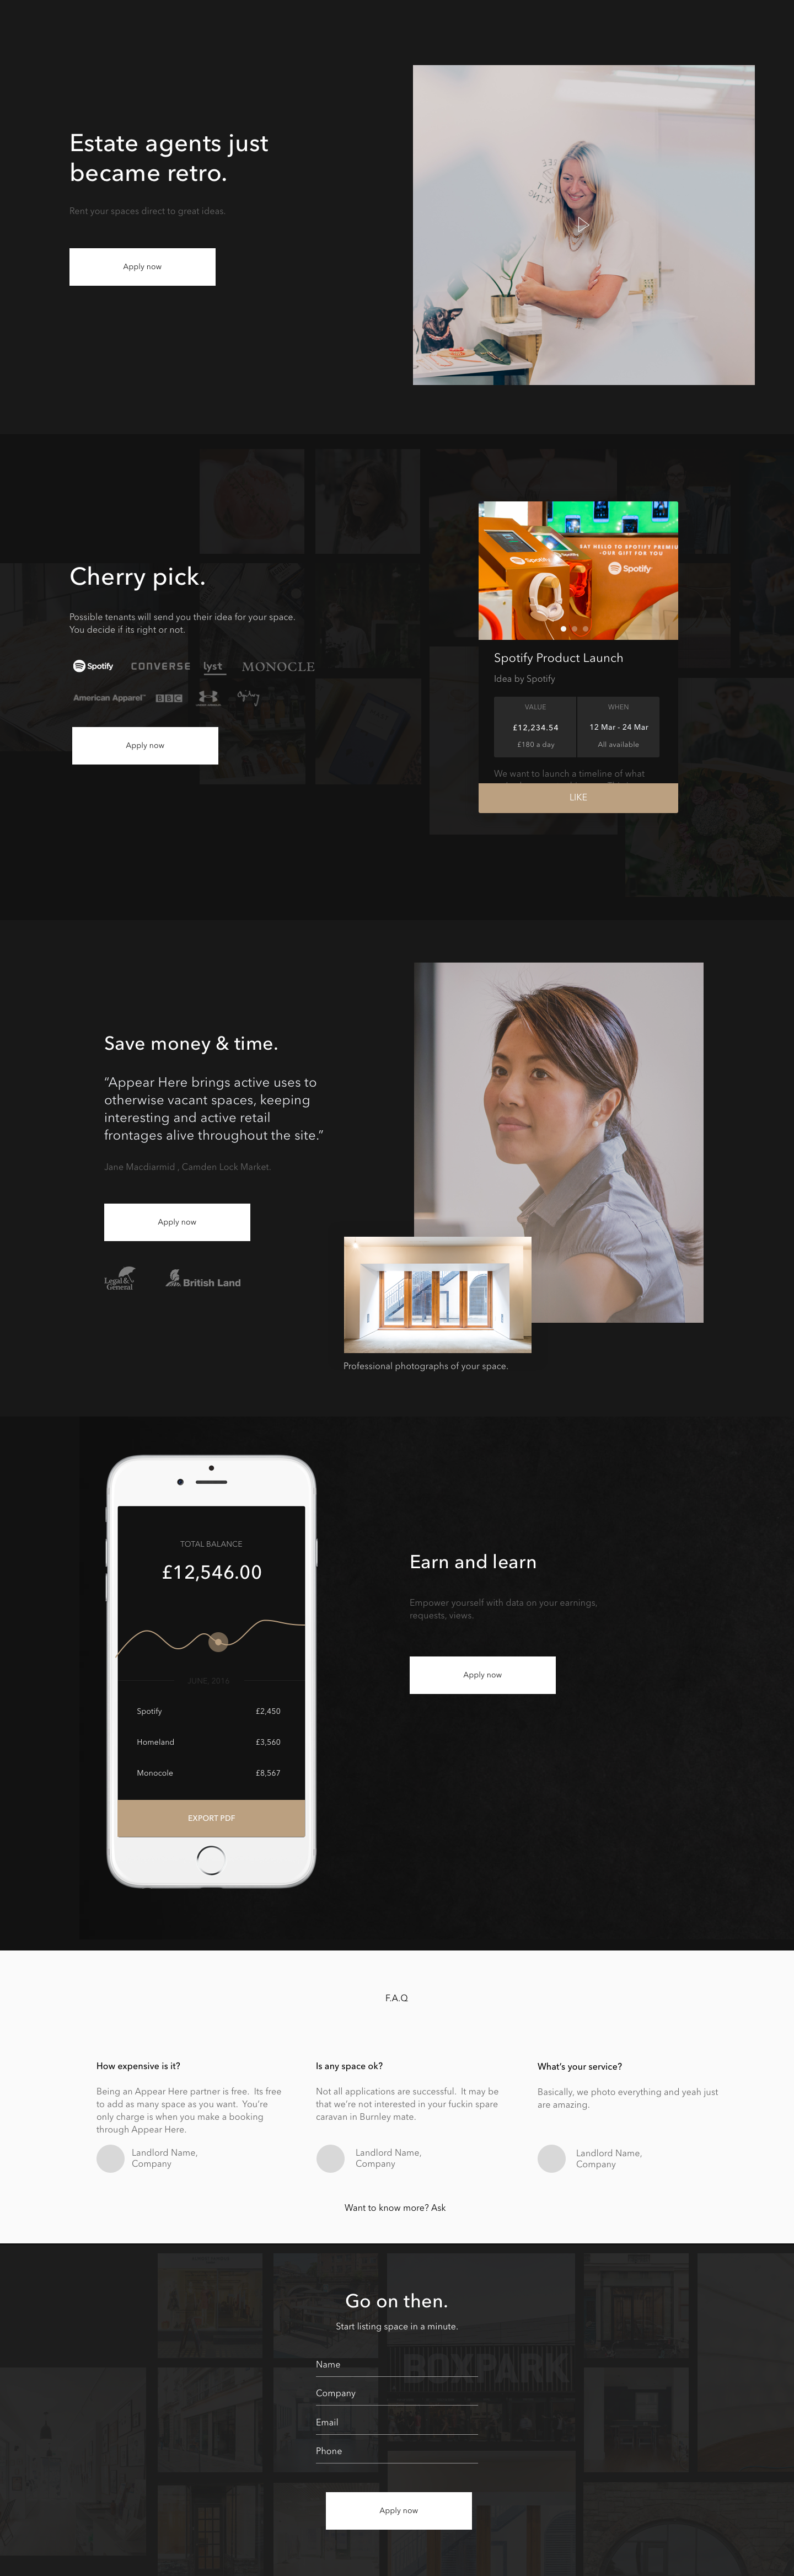 Estate agents just
became retro.
Rent your spaces direct to great ideas.
Apply now
Cherry pick.
Possible tenants will send you their idea for your space.
You decide if its right or not.
Spotify CONVERSE lyst MONOCLE
American Apparel™ BBC UNDER ARMOUR Ogilvy
Apply now
SAY HELLO TO SPOTIFY PREMIU
-OUR GIFT FOR YOU
Spotify
Spotify
Spotify Product Launch
Idea by Spotify
VALUE
£12,234.54
£180 a day
WHEN
12 Mar - 24 Mar
All available
We want to launch a timeline of what
LIKE
Save money & time.
“Appear Here brings active uses to
otherwise vacant spaces, keeping
interesting and active retail
frontages alive throughout the site.”
Jane Macdiarmid , Camden Lock Market.
Apply now
Legal &
General
British Land
Professional photographs of your space.
TOTAL BALANCE
£12,546.00
JUNE, 2016
Spotify £2,450
Homeland £3,560
Monocole £8,567
EXPORT PDF
Earn and learn
Empower yourself with data on your earnings,
requests, views.
Apply now
F.A.Q
How expensive is it?
Being an Appear Here partner is free. Its free
to add as many space as you want. You’re
only charge is when you make a booking
through Appear Here.
Landlord Name,
Company
Is any space ok?
Not all applications are successful. It may be
that we’re not interested in your fuckin spare
caravan in Burnley mate.
Landlord Name,
Company
What’s your service?
Basically, we photo everything and yeah just
are amazing.
Landlord Name,
Company
Want to know more? Ask
Go on then.
Start listing space in a minute.
BOXPARK
Name
Company
Email
Phone
Apply now